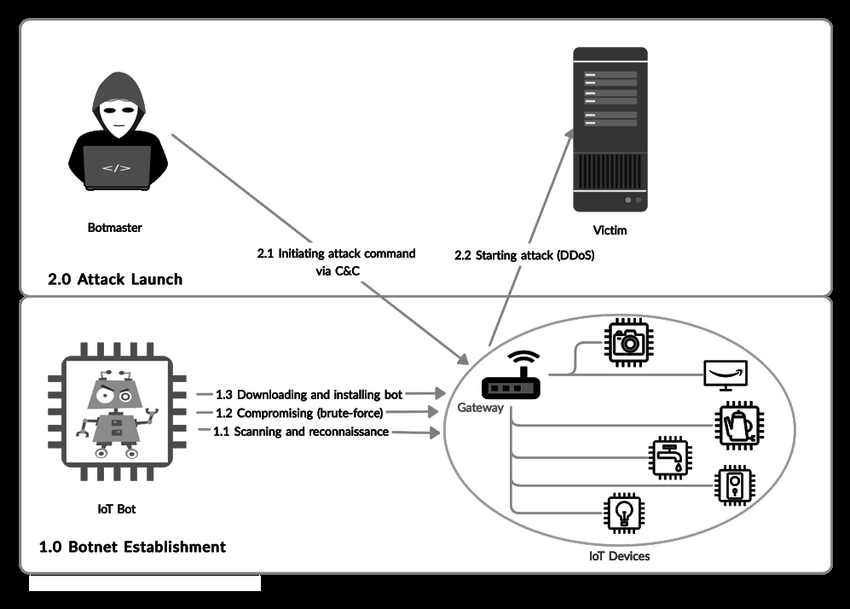 </>
Botmaster
Victim
2.1 Initiating attack command
via C&C
2.2 Starting attack (DDoS)
2.0 Attack Launch
1.3 Downloading and installing bot
1.2 Compromising (brute-force)
1.1 Scanning and reconnaissance
Gateway
IoT Bot
1.0 Botnet Establishment
IoT Devices